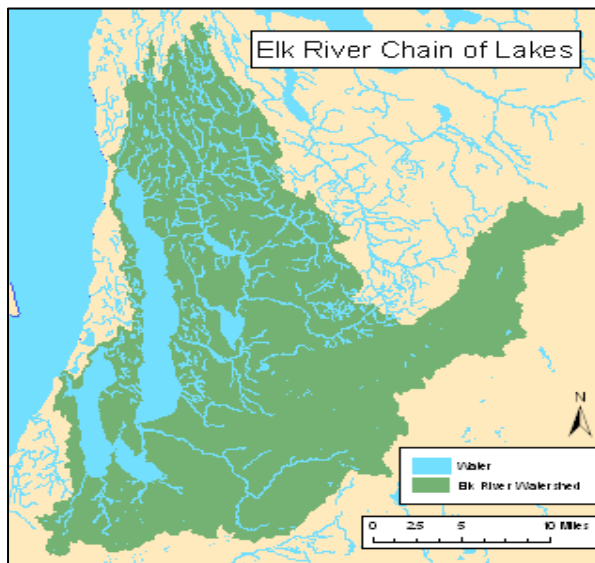 Elk River Chain of Lakes
N
Water
Elk River Watershed
0 2.5 5 10 Miles